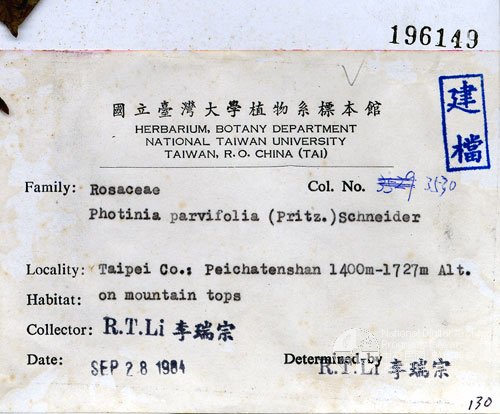 196149
國立臺灣大學植物系標本館
HERBARIUM, BOTANY DEPARTMENT
NATIONAL TAIWAN UNIVERSITY
TAIWAN, R.O. CHINA (TAI)
建檔
Family: Rosaceae Col. No. 3529 3530
Photinia parvifolia (Pritz.)Schneider
Locality: Taipei Co.: Peichatenshan 1400m-1727m Alt.
Habitat: on mountain tops
Collector: R.T.Li 李瑞宗
Date: SEP 28 1984 Determined by R.T.Li 李瑞宗
130